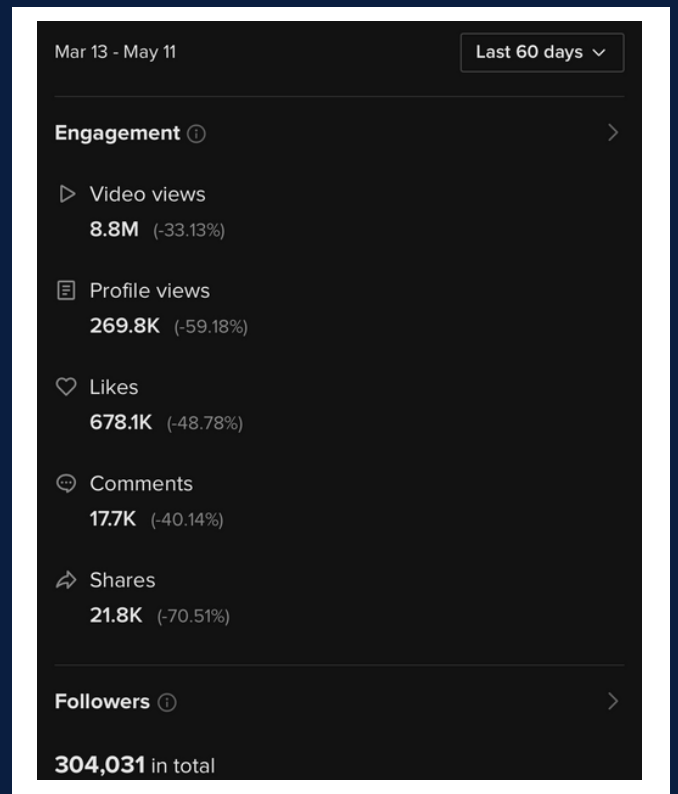 Mar 13 - May 11
Last 60 days
Engagement
Video views
8.8M (-33.13%)
Profile views
269.8K (-59.18%)
Likes
678.1K (-48.78%)
Comments
17.7K (-40.14%)
Shares
21.8K (-70.51%)
Followers
304,031 in total